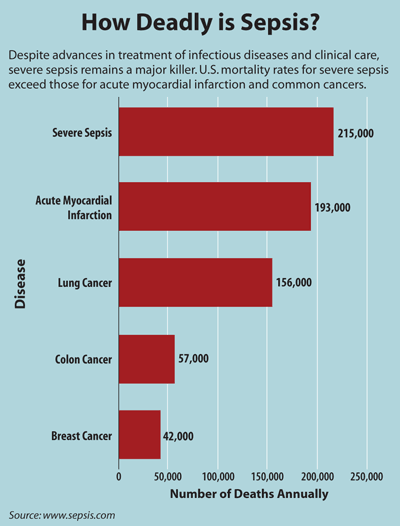 How Deadly is Sepsis?
Despite advances in treatment of infectious diseases and clinical care,
severe sepsis remains a major killer. U.S. mortality rates for severe sepsis
exceed those for acute myocardial infarction and common cancers.
Severe Sepsis 215,000
Acute Myocardial
Infarction 193,000
Lung Cancer 156,000
Colon Cancer 57,000
Breast Cancer 42,000
Disease
0 50,000 100,000 150,000 200,000 250,000
Number of Deaths Annually
Source: www.sepsis.com